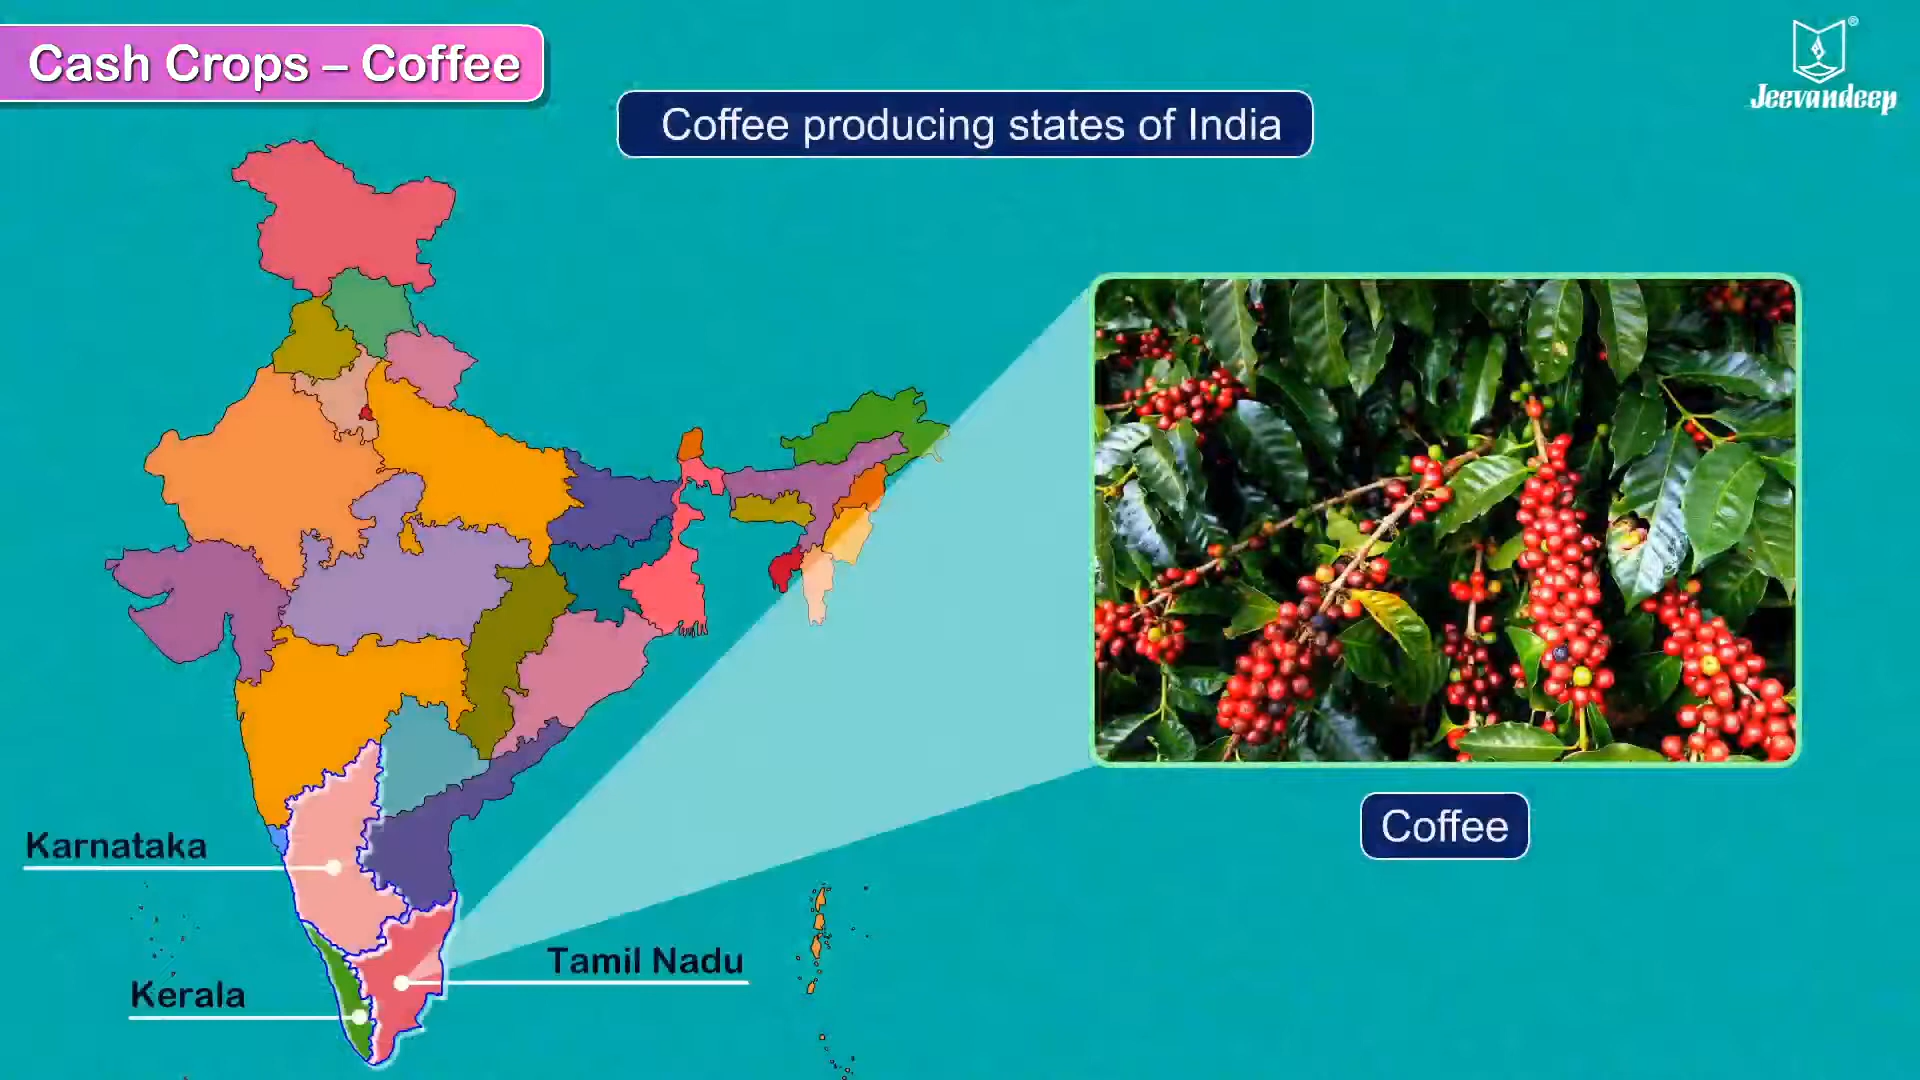 Cash Crops – Coffee
Coffee producing states of India
®
Jeevandeep
Karnataka
Kerala
Tamil Nadu
Coffee